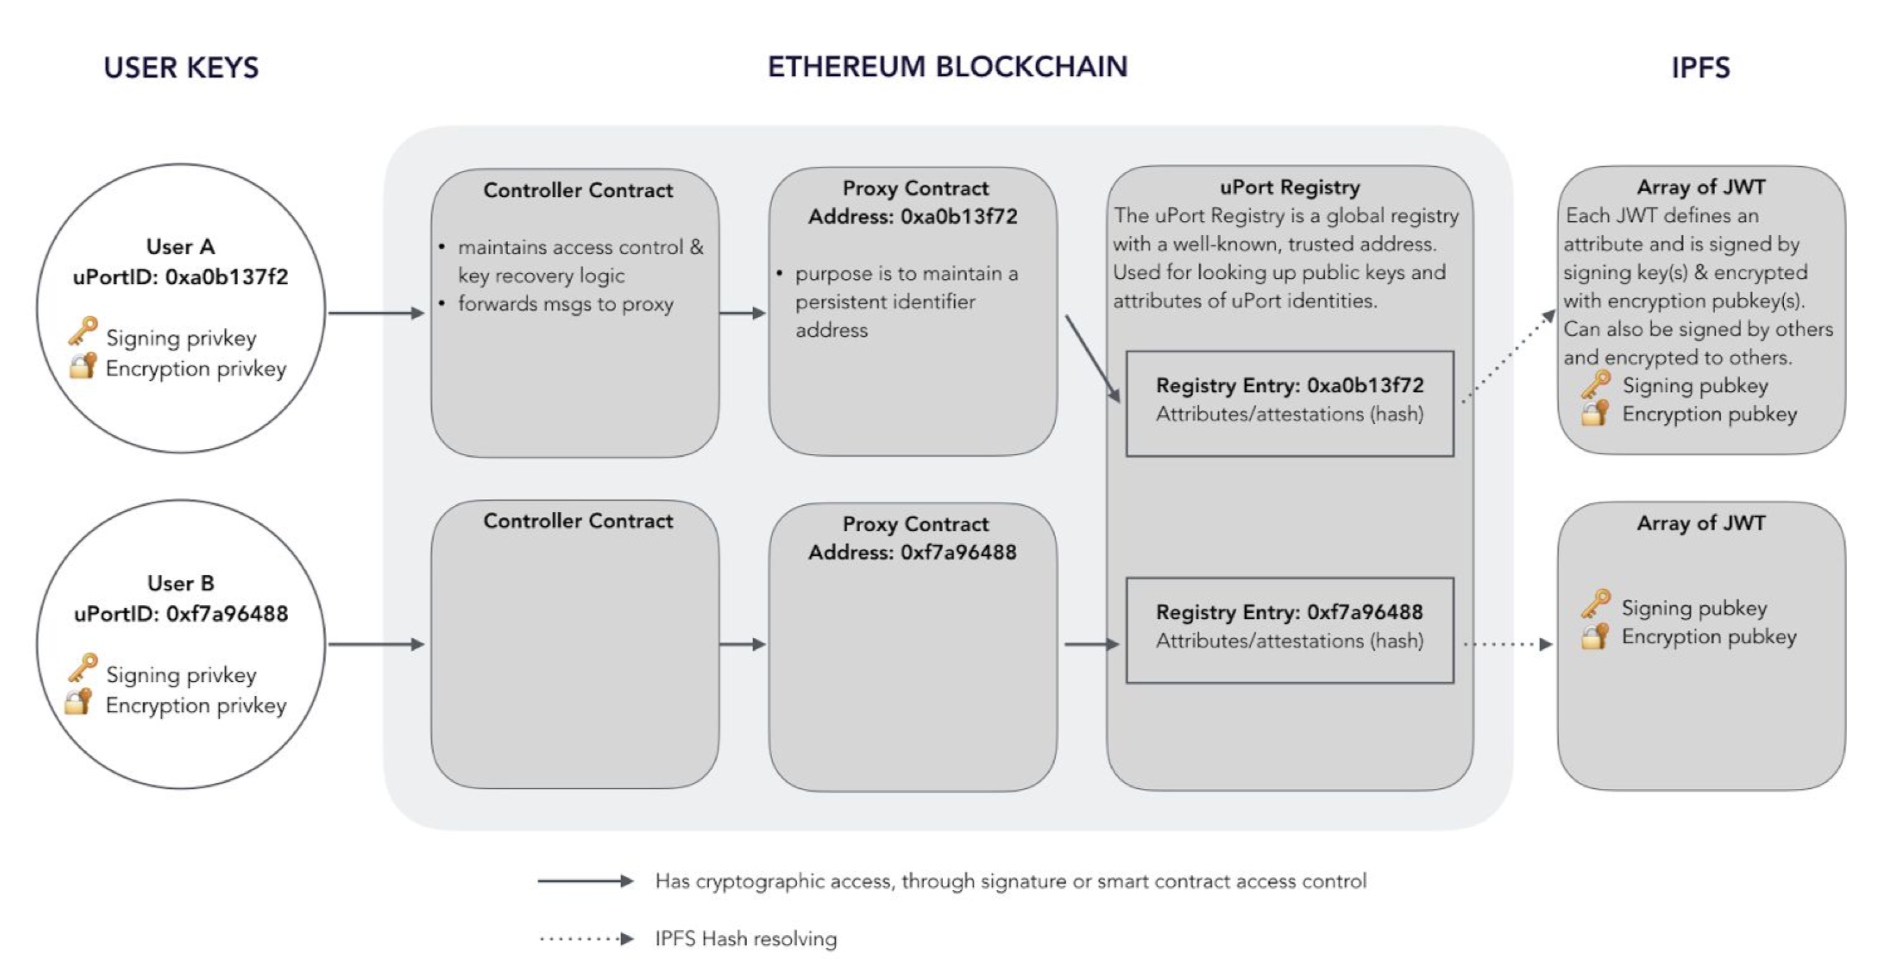 USER KEYS
ETHEREUM BLOCKCHAIN
IPFS
User A
uPortID: 0xa0b137f2
Signing privkey
Encryption privkey
Controller Contract
• maintains access control &
key recovery logic
• forwards msgs to proxy
Proxy Contract
Address: 0xa0b13f72
• purpose is to maintain a
persistent identifier
address
uPort Registry
The uPort Registry is a global registry
with a well-known, trusted address.
Used for looking up public keys and
attributes of uPort identities.
Registry Entry: 0xa0b13f72
Attributes/attestations (hash)
Array of JWT
Each JWT defines an
attribute and is signed by
signing key(s) & encrypted
with encryption pubkey(s).
Can also be signed by others
and encrypted to others.
Signing pubkey
Encryption pubkey
User B
uPortID: 0xf7a96488
Signing privkey
Encryption privkey
Controller Contract
Proxy Contract
Address: 0xf7a96488
Registry Entry: 0xf7a96488
Attributes/attestations (hash)
Array of JWT
Signing pubkey
Encryption pubkey
Has cryptographic access, through signature or smart contract access control
IPFS Hash resolving